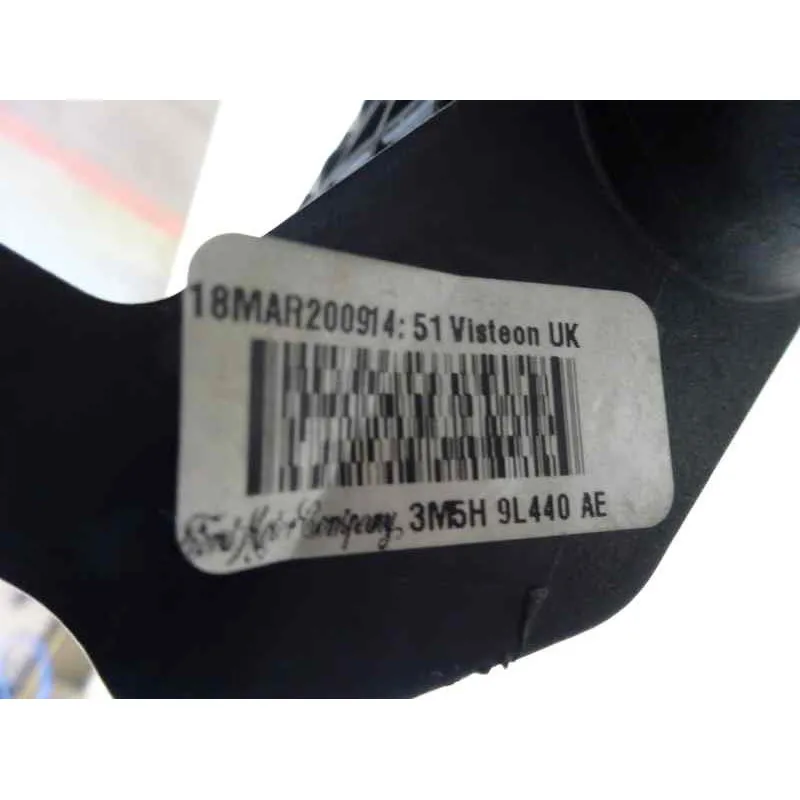 18MAR200914:51 Visteon UK
Ford Motor Company, 3M5H 9L440 AE